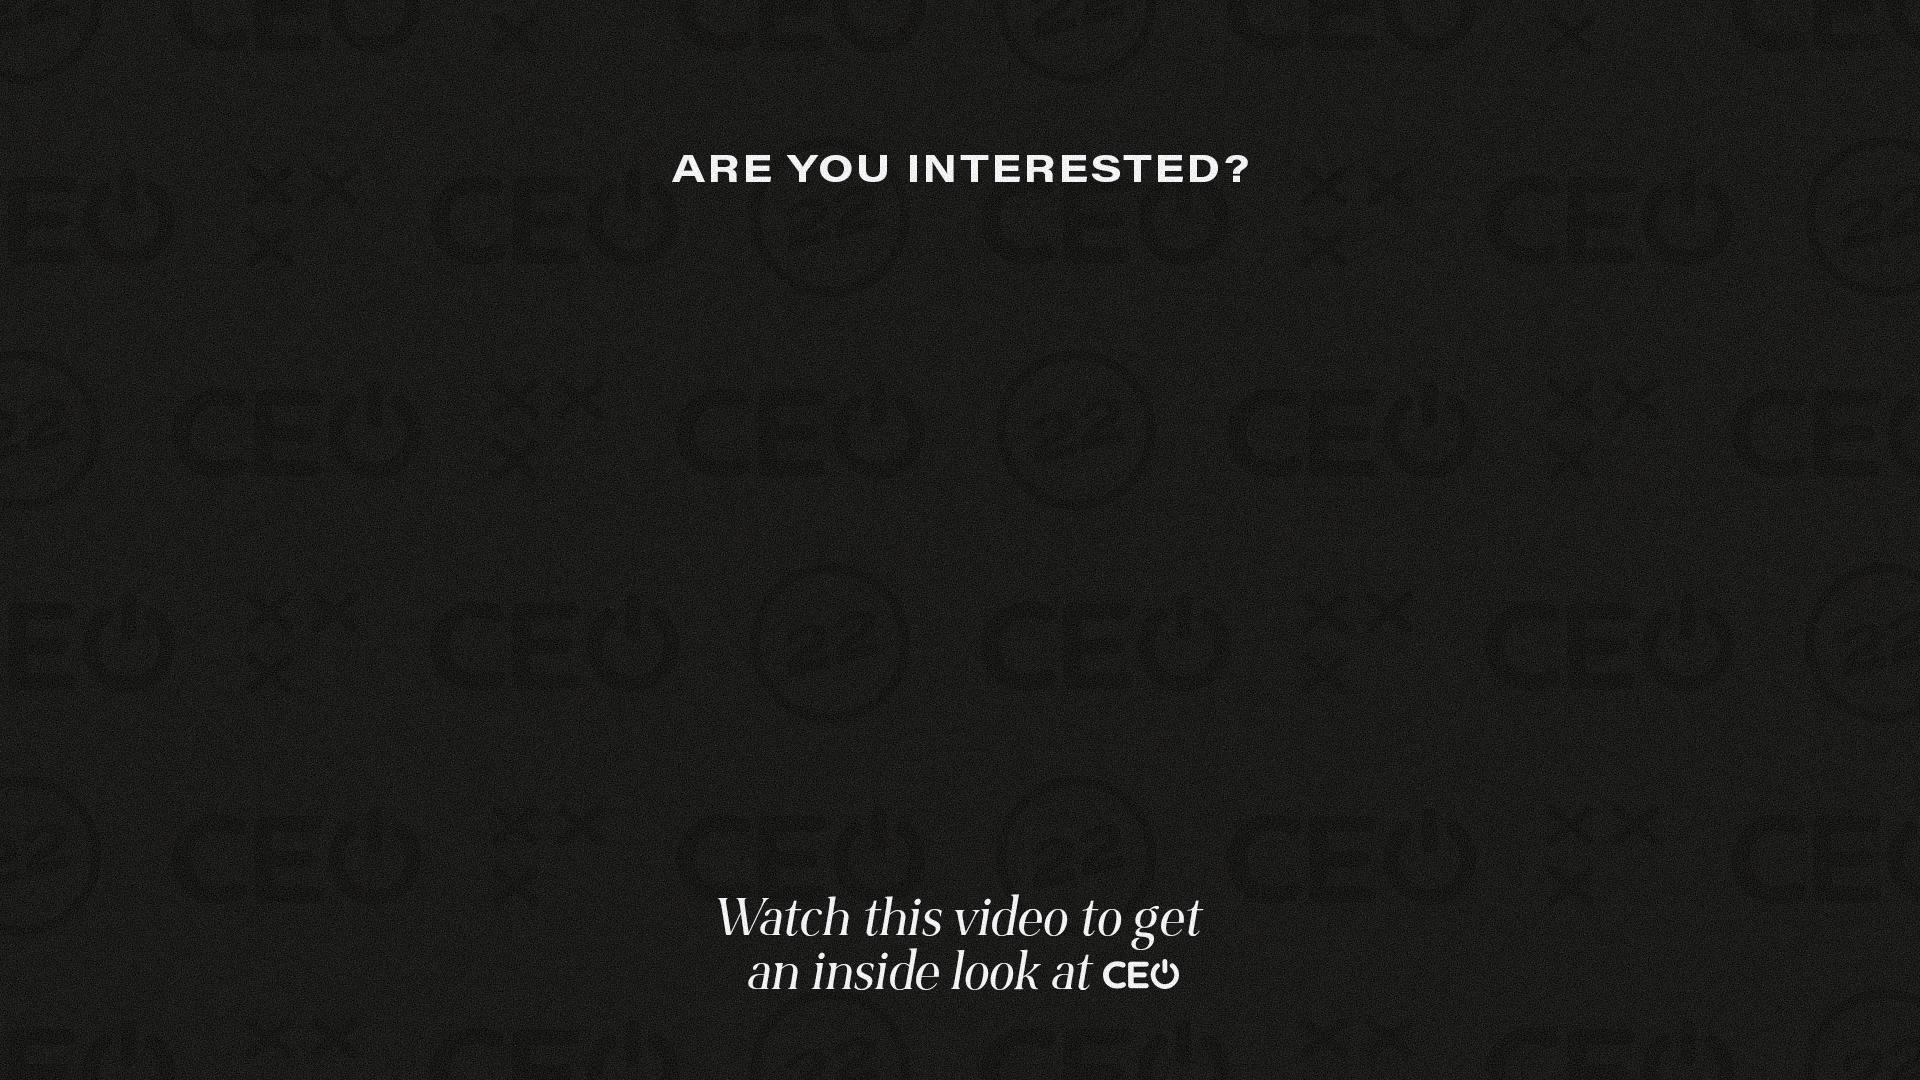 ARE YOU INTERESTED?
Watch this video to get
an inside look at CEO